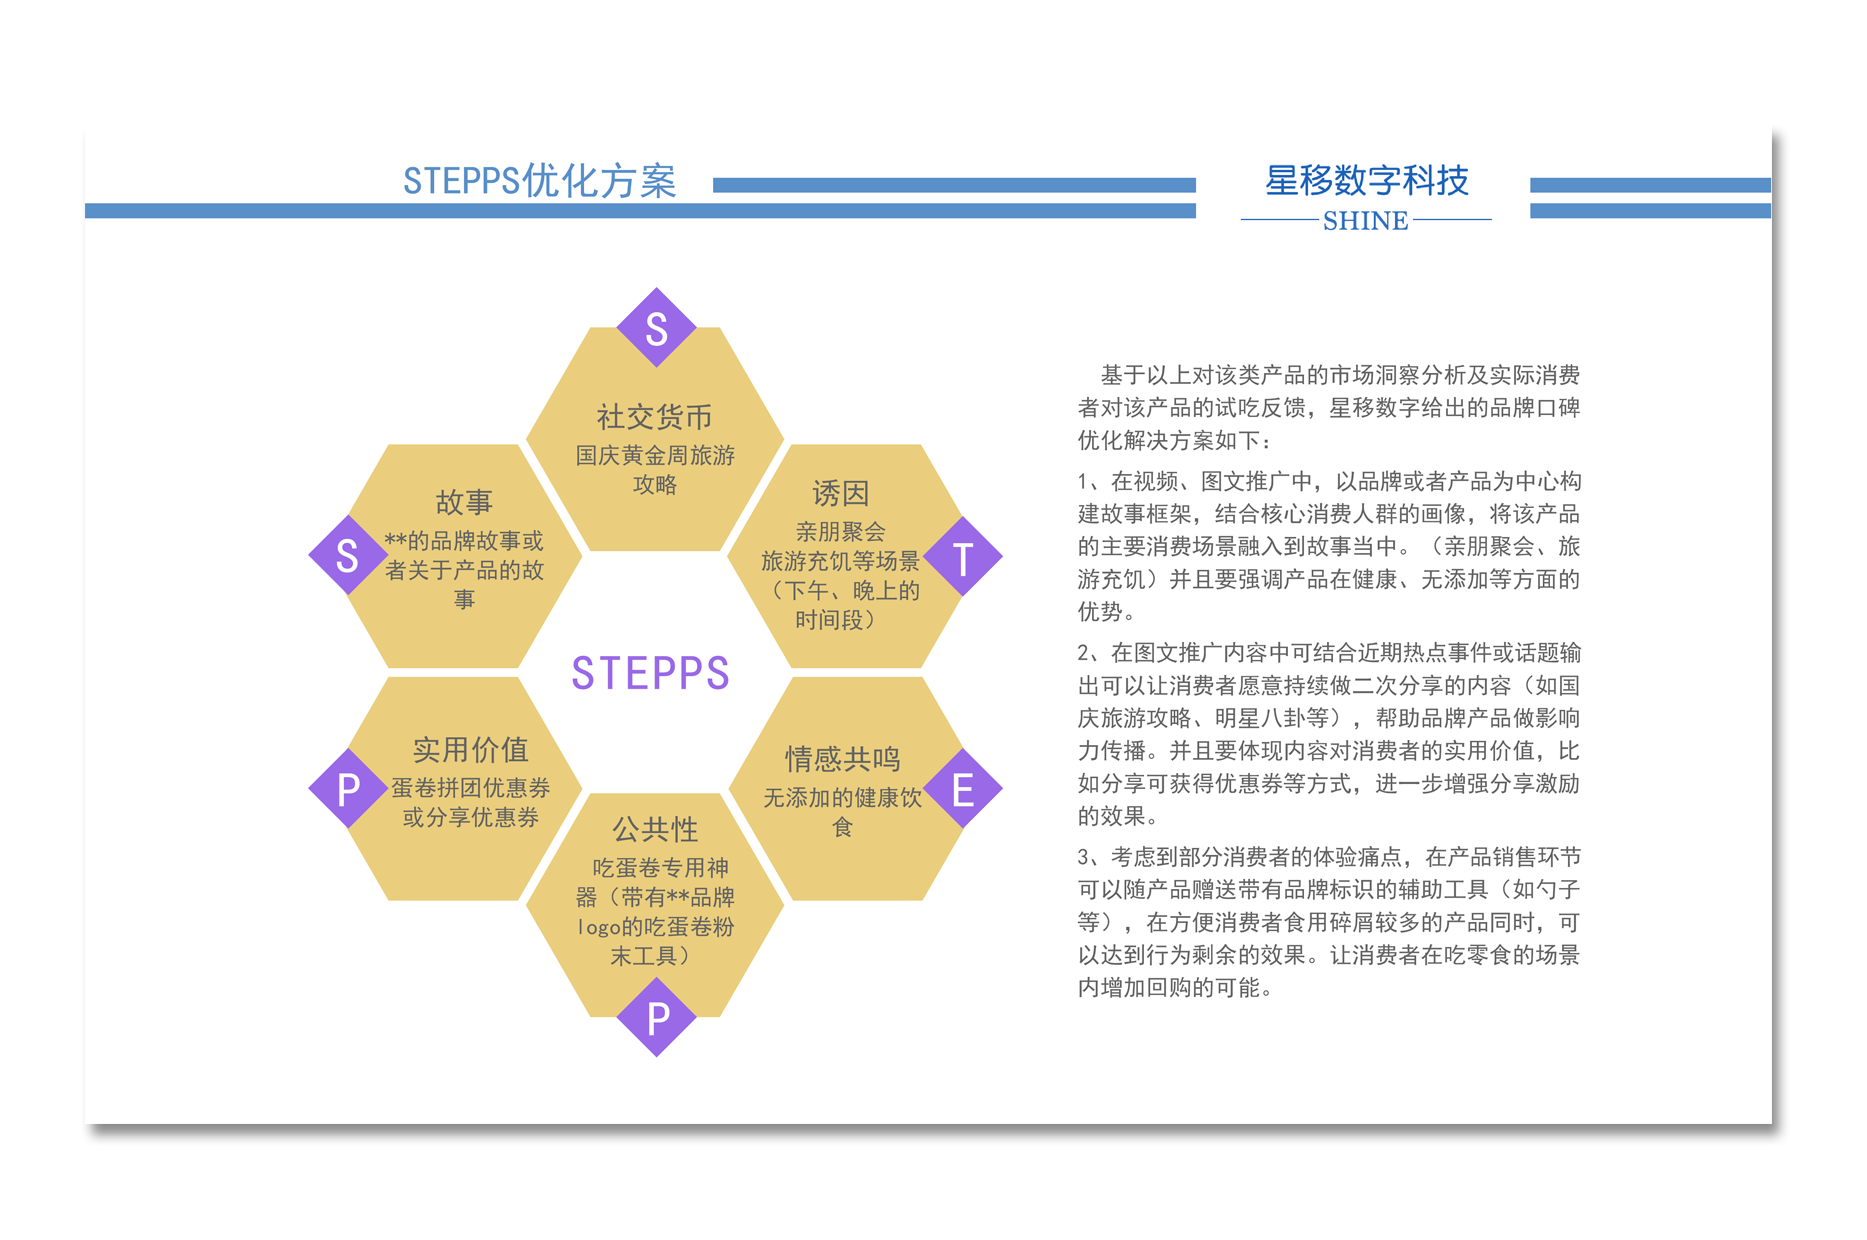 STEPPS优化方案
星移数字科技
SHINE
S
社交货币
国庆黄金周旅游
攻略
T
诱因
亲朋聚会
旅游充饥等场景
（下午、晚上的
时间段）
E
情感共鸣
无添加的健康饮
食
P
公共性
吃蛋卷专用神
器（带有**品牌
logo的吃蛋卷粉
末工具）
P
实用价值
蛋卷拼团优惠券
或分享优惠券
S
故事
**的品牌故事或
者关于产品的故
事
STEPPS
基于以上对该类产品的市场洞察分析及实际消费
者对该产品的试吃反馈，星移数字给出的品牌口碑
优化解决方案如下：
1、在视频、图文推广中，以品牌或者产品为中心构
建故事框架，结合核心消费人群的画像，将该产品
的主要消费场景融入到故事当中。（亲朋聚会、旅
游充饥）并且要强调产品在健康、无添加等方面的
优势。
2、在图文推广内容中可结合近期热点事件或话题输
出可以让消费者愿意持续做二次分享的内容（如国
庆旅游攻略、明星八卦等），帮助品牌产品做影响
力传播。并且要体现内容对消费者的实用价值，比
如分享可获得优惠券等方式，进一步增强分享激励
的效果。
3、考虑到部分消费者的体验痛点，在产品销售环节
可以随产品赠送带有品牌标识的辅助工具（如勺子
等），在方便消费者食用碎屑较多的产品同时，可
以达到行为剩余的效果。让消费者在吃零食的场景
内增加回购的可能。